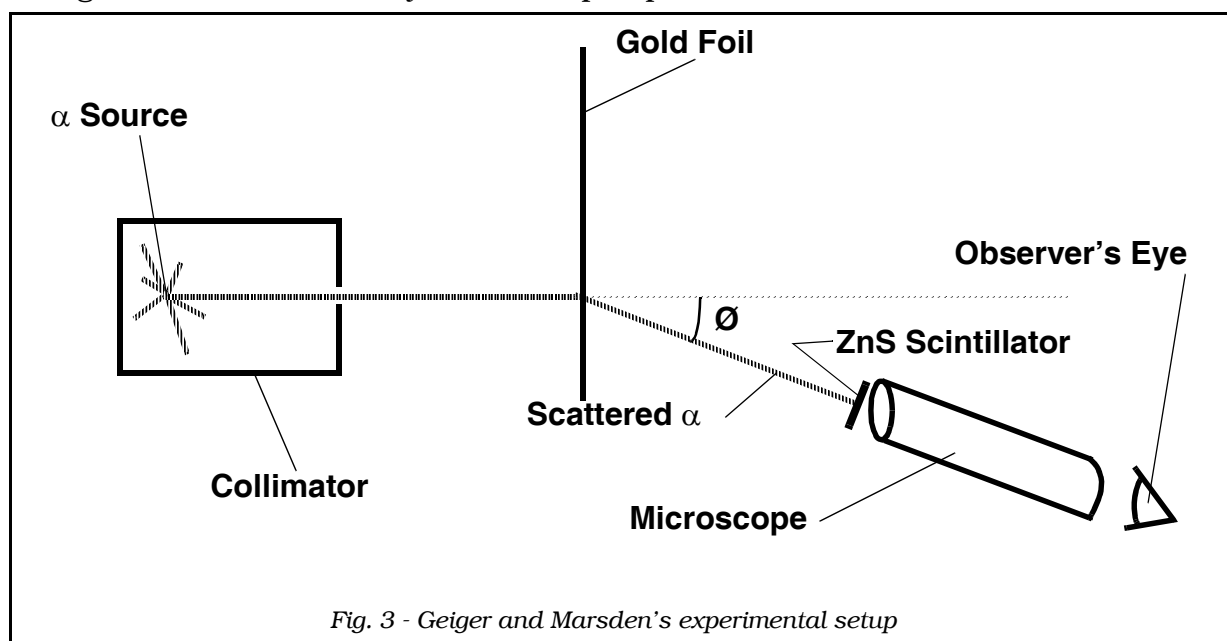 Gold Foil
α Source
Observer's Eye
Ø
ZnS Scintillator
Scattered α
Collimator
Microscope
Fig. 3 - Geiger and Marsden's experimental setup